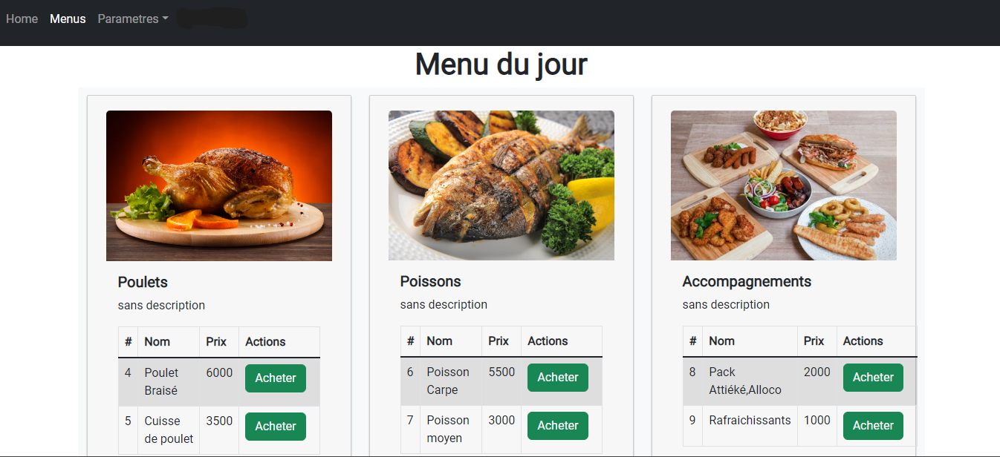 Home Menus Parametres
Menu du jour
Poulets
sans description
# Nom Prix Actions
4 Poulet Braisé 6000 Acheter
5 Cuisse de poulet 3500 Acheter
Poissons
sans description
# Nom Prix Actions
6 Poisson Carpe 5500 Acheter
7 Poisson moyen 3000 Acheter
Accompagnements
sans description
# Nom Prix Actions
8 Pack Attiéké,Alloco 2000 Acheter
9 Rafraichissants 1000 Acheter